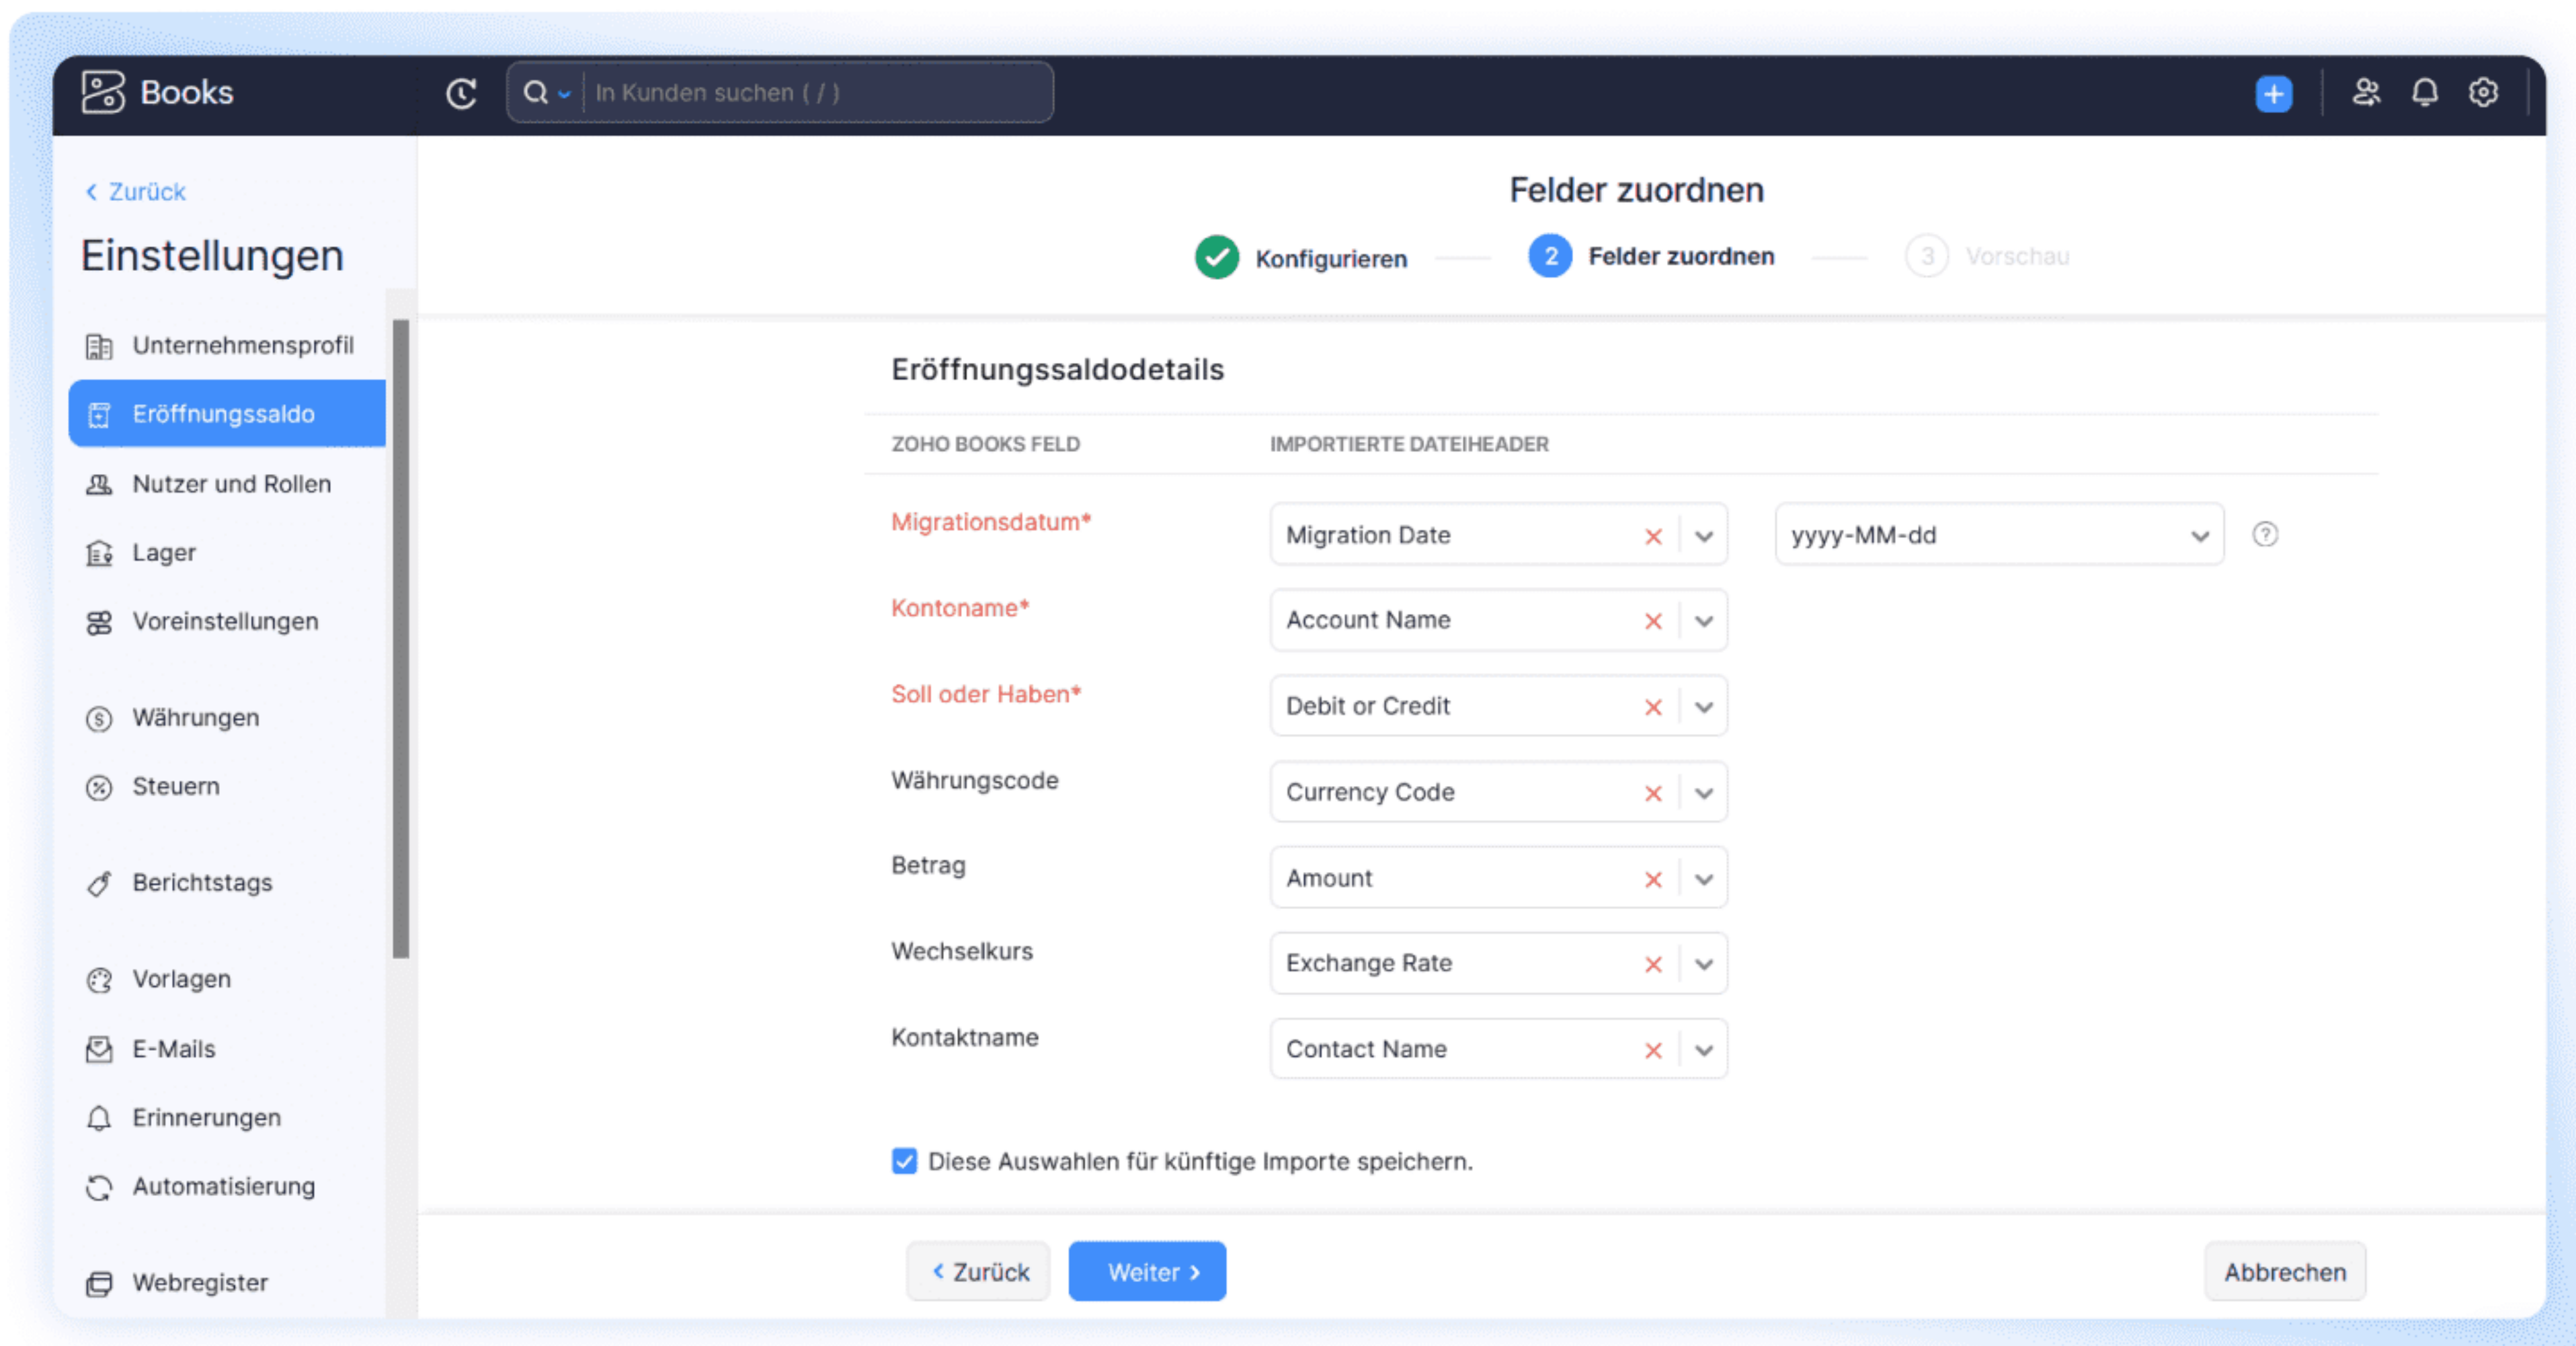 Books
In Kunden suchen ( / )
Zurück
Einstellungen
Unternehmensprofil
Eröffnungssaldo
Nutzer und Rollen
Lager
Voreinstellungen
Währungen
Steuern
Berichtstags
Vorlagen
E-Mails
Erinnerungen
Automatisierung
Webregister
Felder zuordnen
Konfigurieren
2 Felder zuordnen
3 Vorschau
Eröffnungssaldodetails
ZOHO BOOKS FELD IMPORTIERTE DATEIHEADER
Migrationsdatum* Migration Date yyyy-MM-dd ?
Kontoname* Account Name
Soll oder Haben* Debit or Credit
Währungscode Currency Code
Betrag Amount
Wechselkurs Exchange Rate
Kontaktname Contact Name
Diese Auswahlen für künftige Importe speichern.
Zurück Weiter Abbrechen